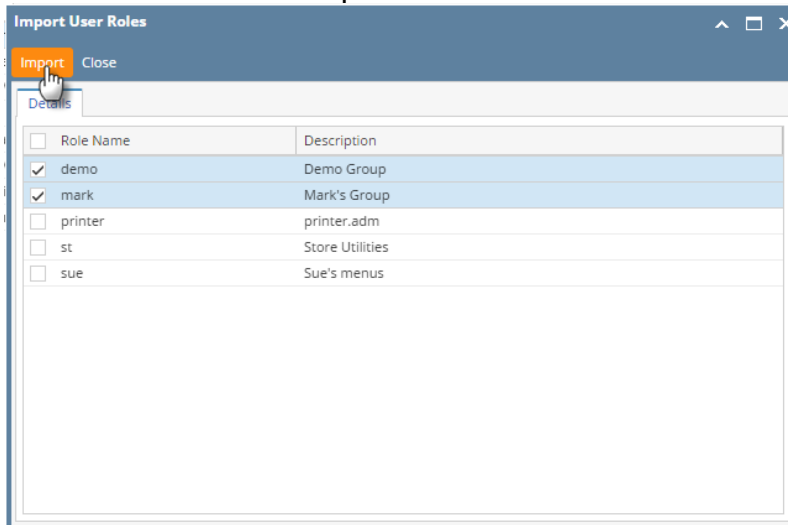 Import User Roles
Import Close
Details
Role Name Description
demo Demo Group
mark Mark's Group
printer printer.adm
st Store Utilities
sue Sue's menus